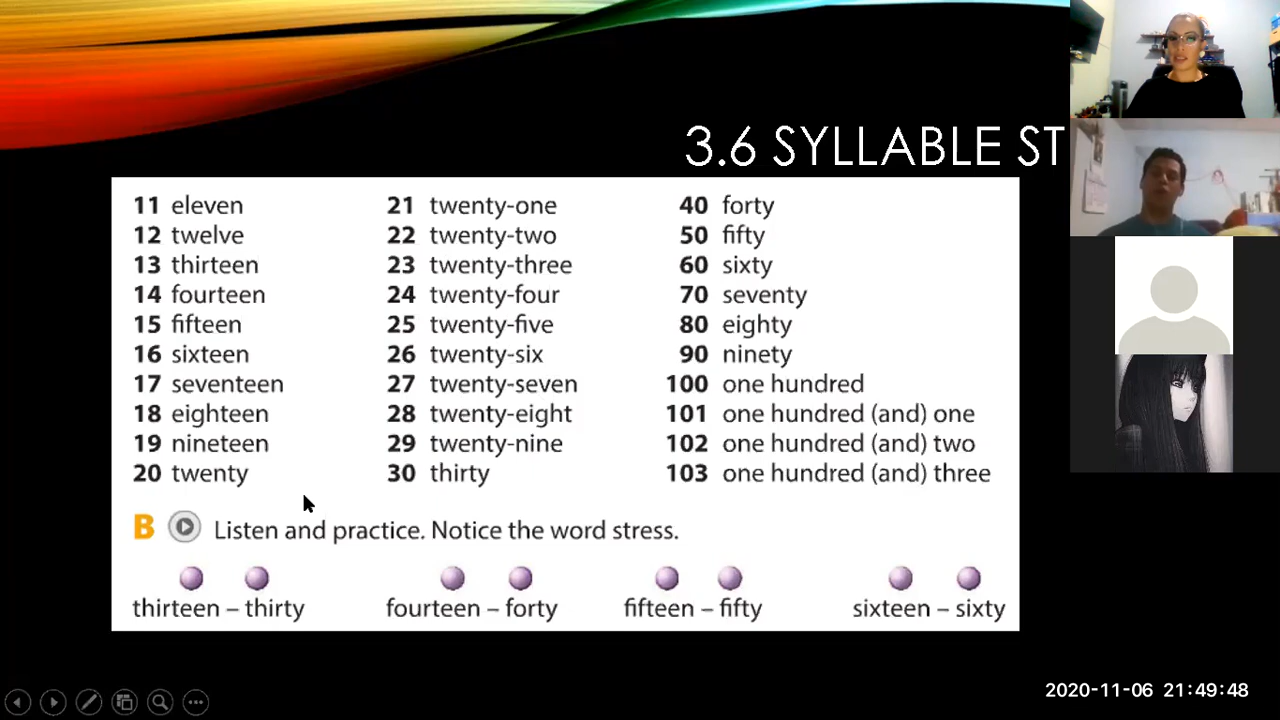 3.6 SYLLABLE ST
11 eleven
12 twelve
13 thirteen
14 fourteen
15 fifteen
16 sixteen
17 seventeen
18 eighteen
19 nineteen
20 twenty
21 twenty-one
22 twenty-two
23 twenty-three
24 twenty-four
25 twenty-five
26 twenty-six
27 twenty-seven
28 twenty-eight
29 twenty-nine
30 thirty
40 forty
50 fifty
60 sixty
70 seventy
80 eighty
90 ninety
100 one hundred
101 one hundred (and) one
102 one hundred (and) two
103 one hundred (and) three
B Listen and practice. Notice the word stress.
thirteen – thirty fourteen – forty fifteen – fifty sixteen – sixty
2020-11-06 21:49:48